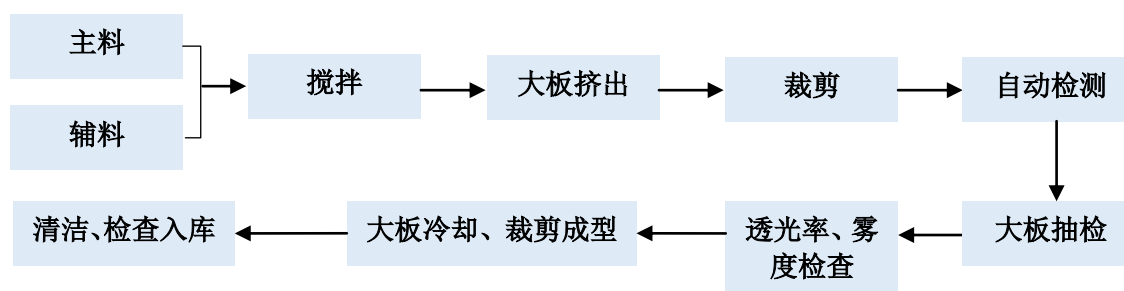 主料
辅料
搅拌
大板挤出
裁剪
自动检测
大板抽检
透光率、雾
度检查
大板冷却、裁剪成型
清洁、检查入库